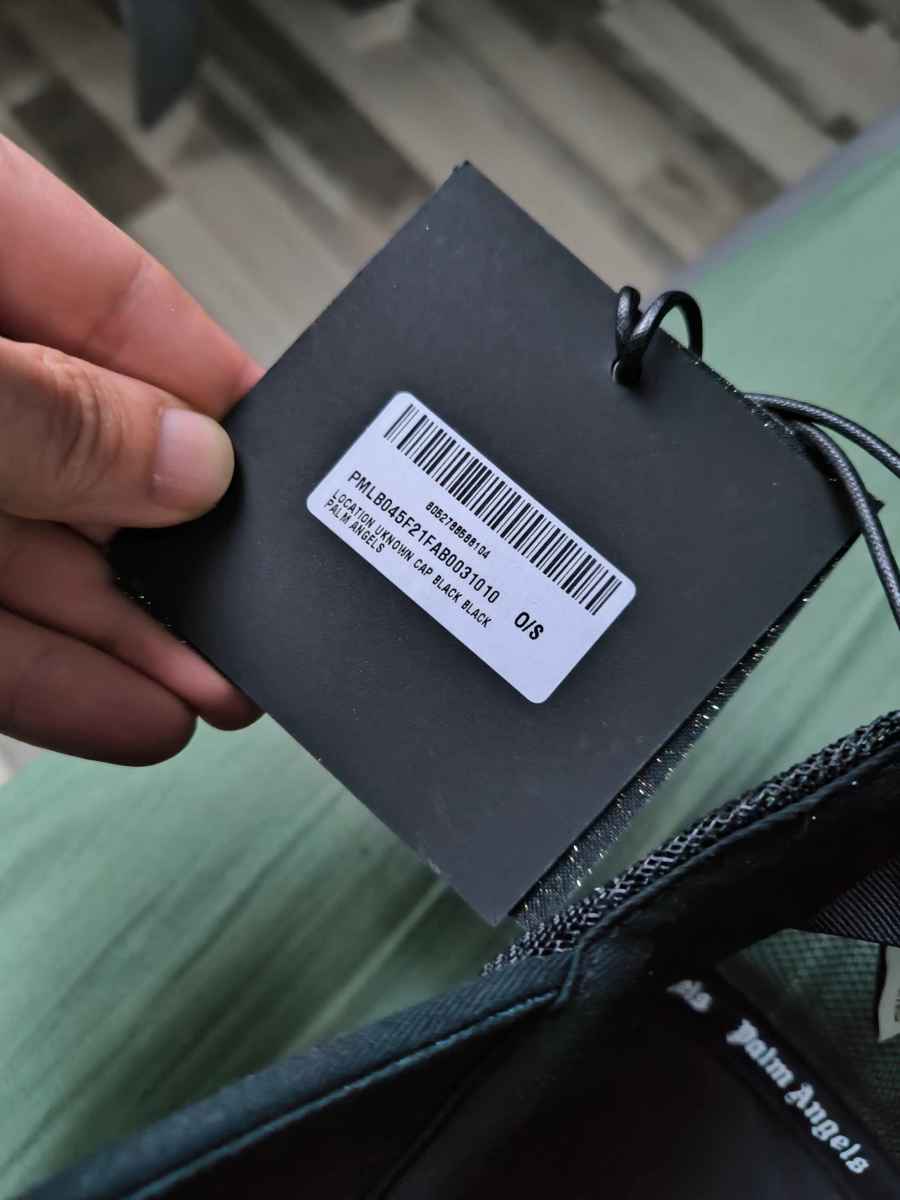 8052788588104
PMLB045F21FAB0031010
LOCATION UKNOWN CAP BLACK BLACK
PALM ANGELS
O/S
Palm Angels